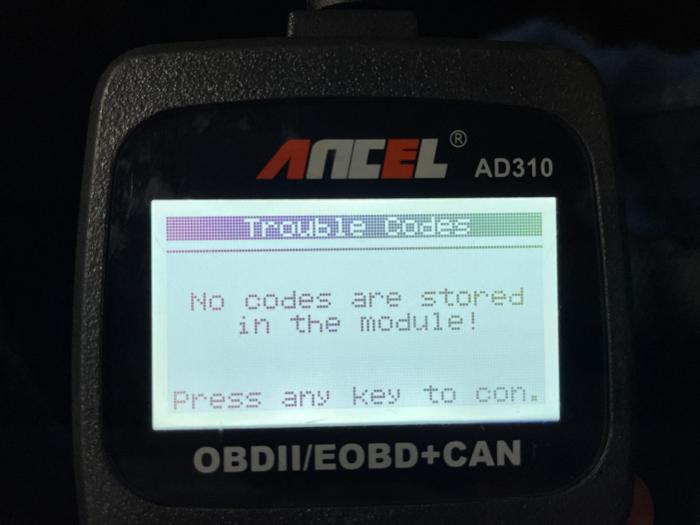 ANCEL® AD310
Trouble Codes
No codes are stored
in the module!
Press any key to con.
OBDII/EOBD+CAN